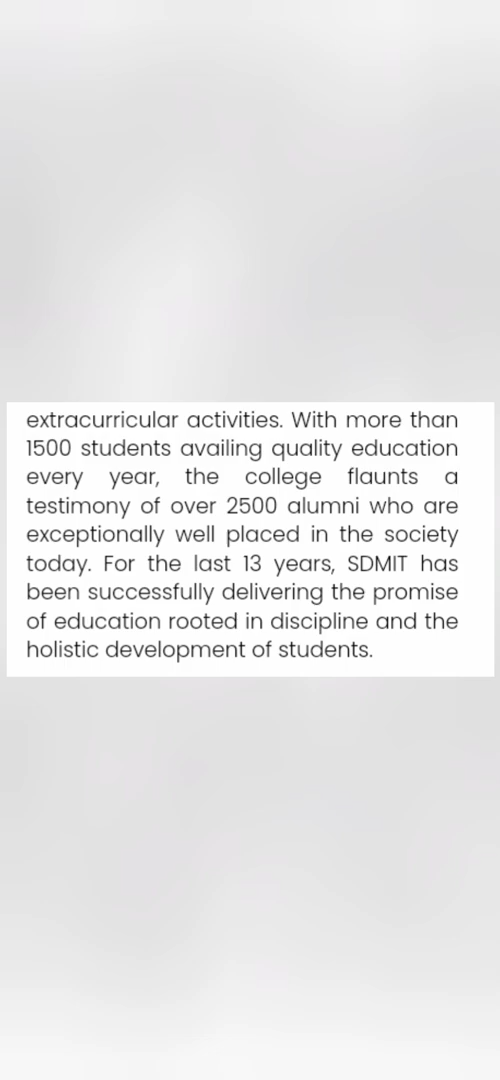 extracurricular activities. With more than
1500 students availing quality education
every year, the college flaunts a
testimony of over 2500 alumni who are
exceptionally well placed in the society
today. For the last 13 years, SDMIT has
been successfully delivering the promise
of education rooted in discipline and the
holistic development of students.